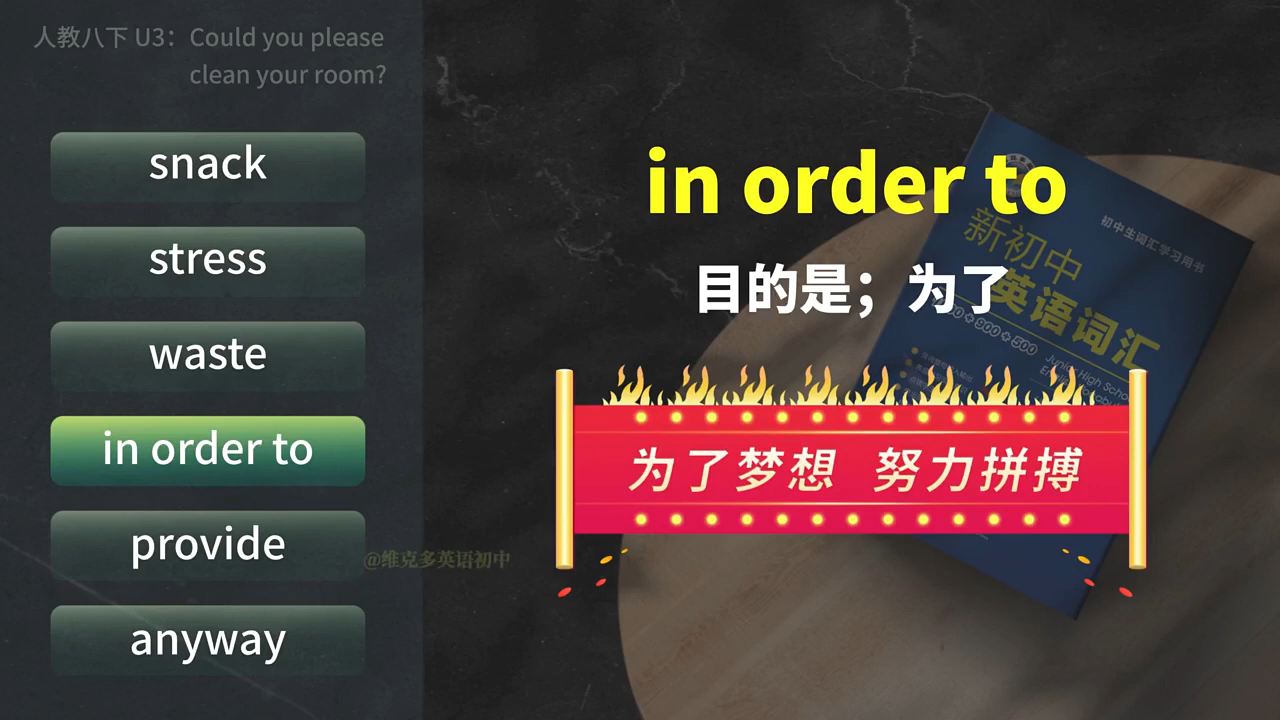 人教八下 U3：Could you please
clean your room?
snack
stress
waste
in order to
provide
anyway
in order to
目的是；为了
为了梦想 努力拼搏
@维克多英语初中
初中生词汇学习用书
新初中
英语词汇